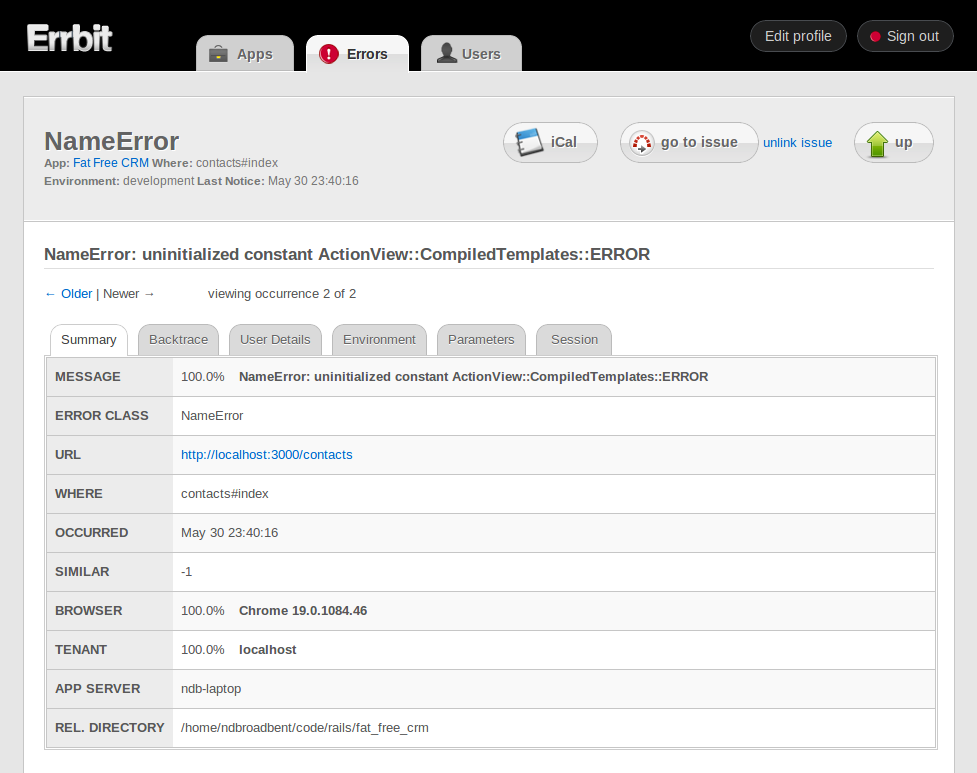 Errbit
Apps
Errors
Users
Edit profile
Sign out
NameError
App: Fat Free CRM Where: contacts#index
Environment: development Last Notice: May 30 23:40:16
iCal
go to issue
unlink issue
up
NameError: uninitialized constant ActionView::CompiledTemplates::ERROR
← Older | Newer → viewing occurrence 2 of 2
Summary Backtrace User Details Environment Parameters Session
MESSAGE 100.0% NameError: uninitialized constant ActionView::CompiledTemplates::ERROR
ERROR CLASS NameError
URL http://localhost:3000/contacts
WHERE contacts#index
OCCURRED May 30 23:40:16
SIMILAR -1
BROWSER 100.0% Chrome 19.0.1084.46
TENANT 100.0% localhost
APP SERVER ndb-laptop
REL. DIRECTORY /home/ndbroadbent/code/rails/fat_free_crm